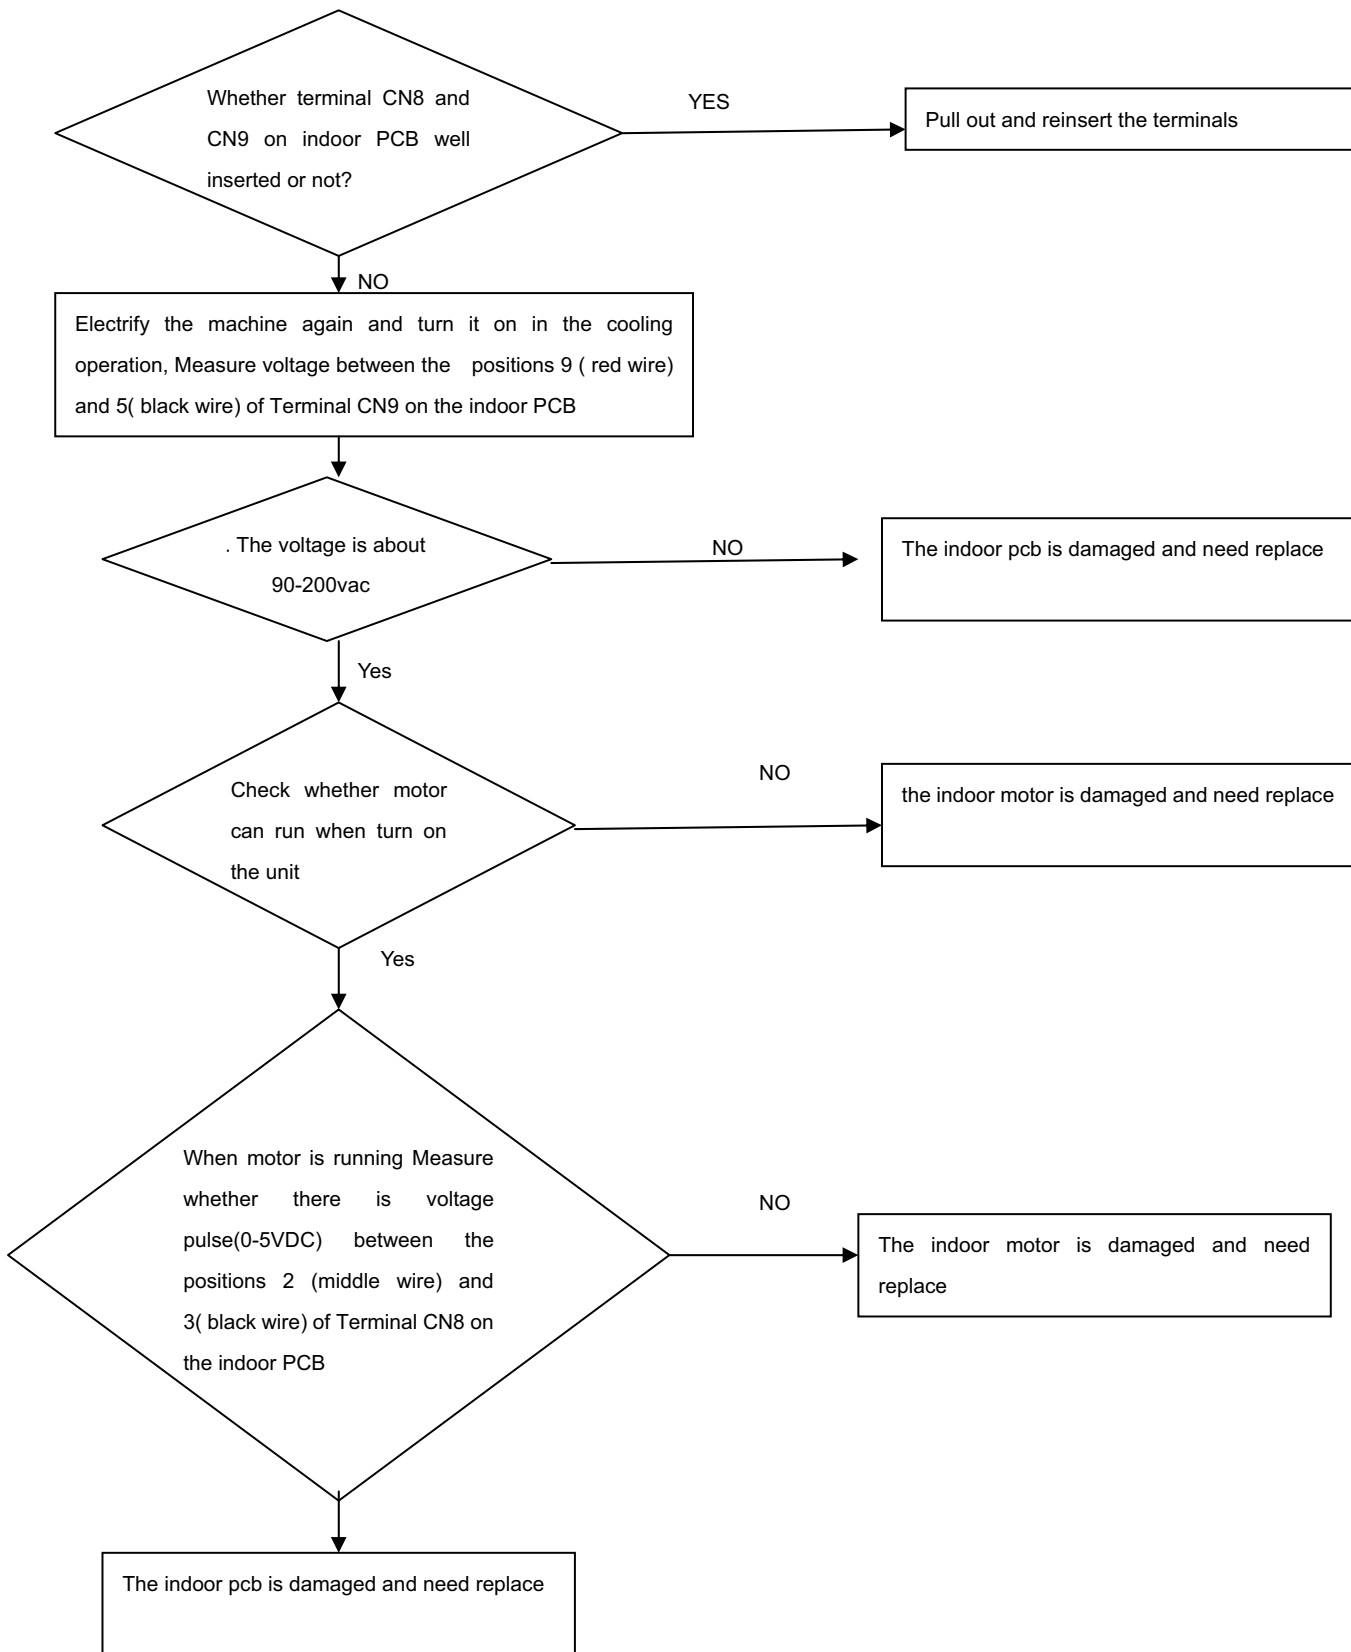 Whether terminal CN8 and
CN9 on indoor PCB well
inserted or not?
YES
Pull out and reinsert the terminals
NO
Electrify the machine again and turn it on in the cooling
operation, Measure voltage between the positions 9 ( red wire)
and 5( black wire) of Terminal CN9 on the indoor PCB
. The voltage is about
90-200vac
NO
The indoor pcb is damaged and need replace
Yes
Check whether motor
can run when turn on
the unit
NO
the indoor motor is damaged and need replace
Yes
When motor is running Measure
whether there is voltage
pulse(0-5VDC) between the
positions 2 (middle wire) and
3( black wire) of Terminal CN8 on
the indoor PCB
NO
The indoor motor is damaged and need
replace
The indoor pcb is damaged and need replace